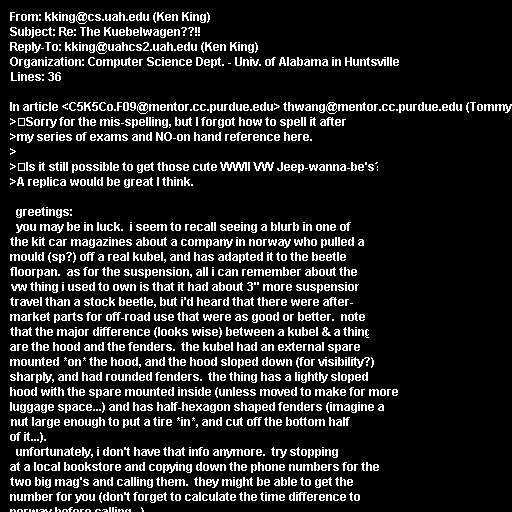 From: kking@cs.uah.edu (Ken King)
Subject: Re: The Kuebelwagen??!!
Reply-To: kking@uahcs2.uah.edu (Ken King)
Organization: Computer Science Dept. - Univ. of Alabama in Huntsville
Lines: 36

In article <C5K5Co.F09@mentor.cc.purdue.edu> thwang@mentor.cc.purdue.edu (Tommy
>□Sorry for the mis-spelling, but I forgot how to spell it after
>my series of exams and NO-on hand reference here.
>
>□Is it still possible to get those cute WWII VW Jeep-wanna-be's?
>A replica would be great I think.

greetings:
you may be in luck.  i seem to recall seeing a blurb in one of
the kit car magazines about a company in norway who pulled a
mould (sp?) off a real kubel, and has adapted it to the beetle
floorpan.  as for the suspension, all i can remember about the
vw thing i used to own is that it had about 3" more suspension
travel than a stock beetle, but i'd heard that there were after-
market parts for off-road use that were as good or better.  note
that the major difference (looks wise) between a kubel & a thing
are the hood and the fenders.  the kubel had an external spare
mounted *on* the hood, and the hood sloped down (for visibility?)
sharply, and had rounded fenders.  the thing has a lightly sloped
hood with the spare mounted inside (unless moved to make for more
luggage space...) and has half-hexagon shaped fenders (imagine a
nut large enough to put a tire *in*, and cut off the bottom half
of it...).
unfortunately, i don't have that info anymore.  try stopping
at a local bookstore and copying down the phone numbers for the
two big mag's and calling them.  they might be able to get the
number for you (don't forget to calculate the time difference to
norway before calling...)